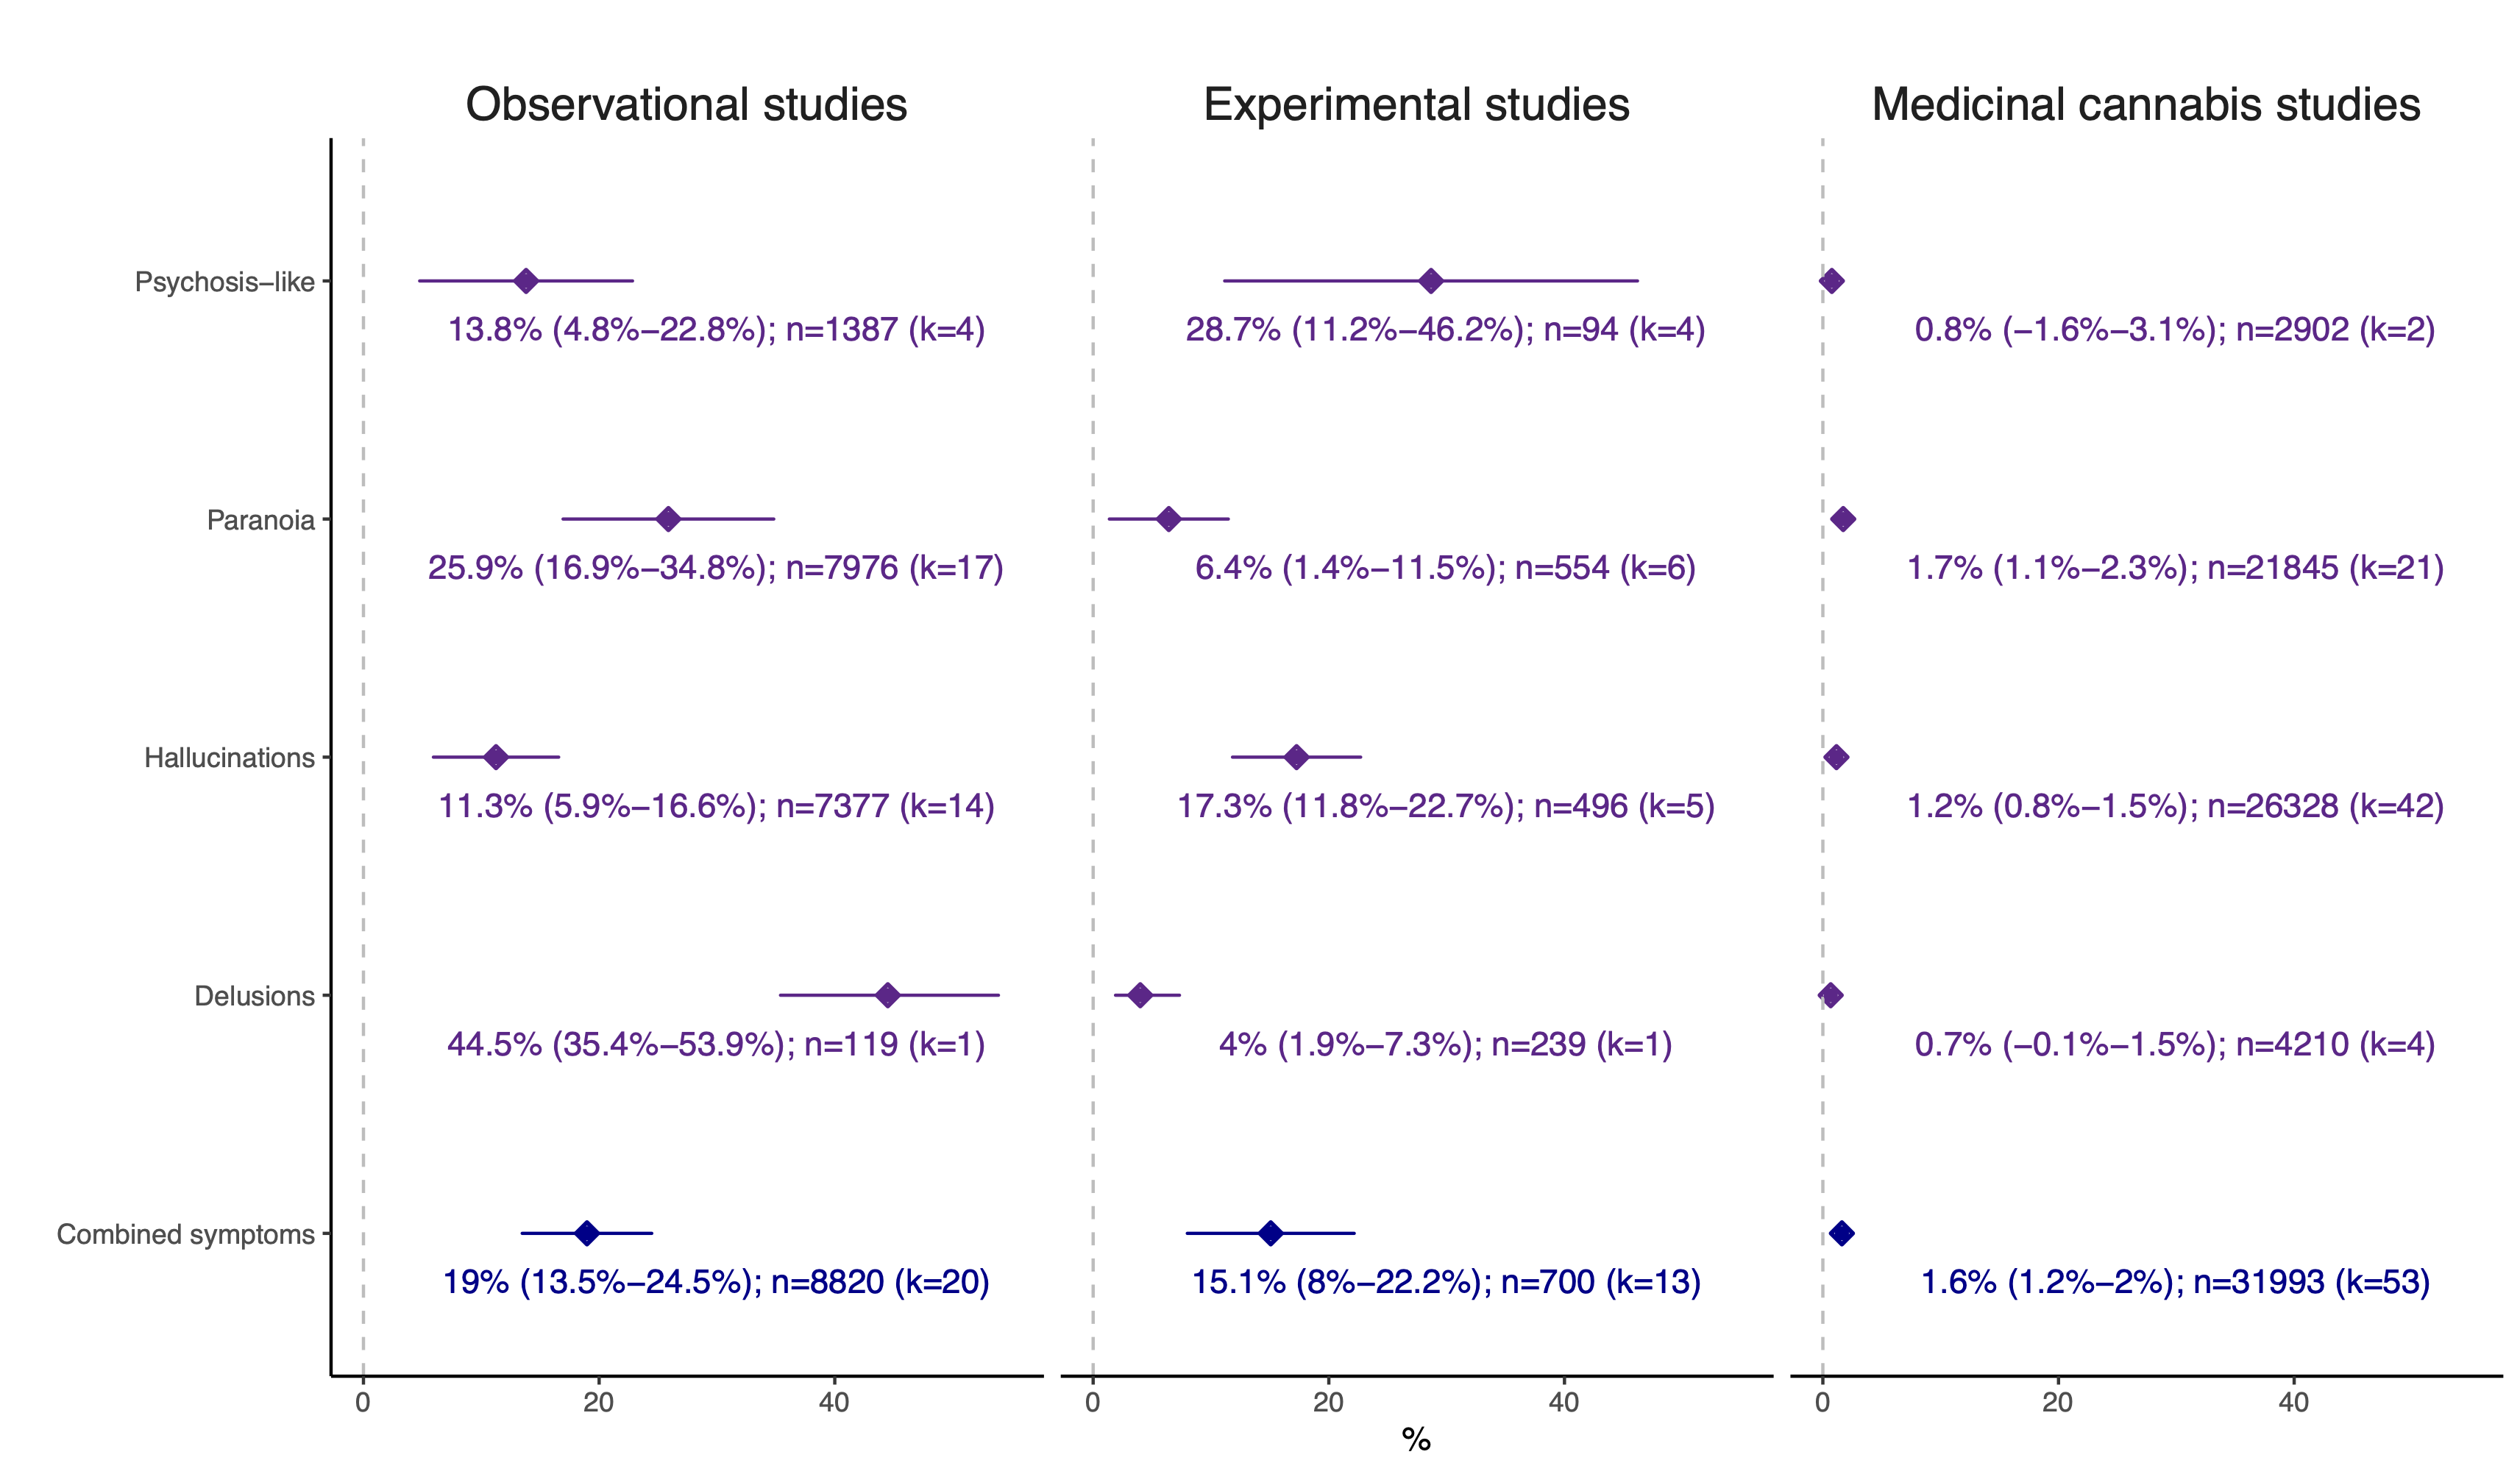 Observational studies
Experimental studies
Medicinal cannabis studies
Psychosis−like
13.8% (4.8%−22.8%); n=1387 (k=4)
28.7% (11.2%−46.2%); n=94 (k=4)
0.8% (−1.6%−3.1%); n=2902 (k=2)
Paranoia
25.9% (16.9%−34.8%); n=7976 (k=17)
6.4% (1.4%−11.5%); n=554 (k=6)
1.7% (1.1%−2.3%); n=21845 (k=21)
Hallucinations
11.3% (5.9%−16.6%); n=7377 (k=14)
17.3% (11.8%−22.7%); n=496 (k=5)
1.2% (0.8%−1.5%); n=26328 (k=42)
Delusions
44.5% (35.4%−53.9%); n=119 (k=1)
4% (1.9%−7.3%); n=239 (k=1)
0.7% (−0.1%−1.5%); n=4210 (k=4)
Combined symptoms
19% (13.5%−24.5%); n=8820 (k=20)
15.1% (8%−22.2%); n=700 (k=13)
1.6% (1.2%−2%); n=31993 (k=53)
0 20 40
0 20 40
0 20 40
%